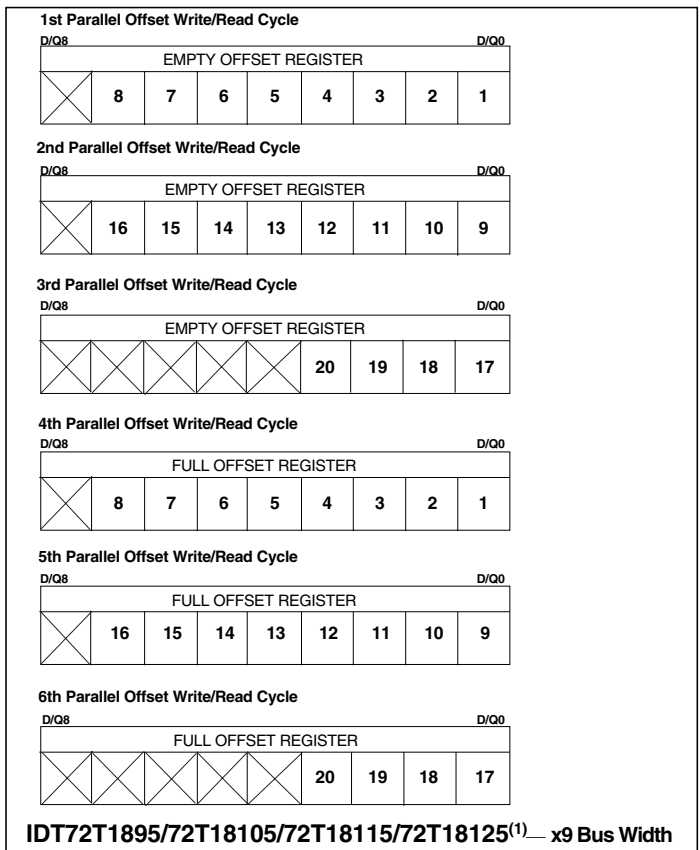 1st Parallel Offset Write/Read Cycle
D/Q8 D/Q0
EMPTY OFFSET REGISTER
8 7 6 5 4 3 2 1
2nd Parallel Offset Write/Read Cycle
D/Q8 D/Q0
EMPTY OFFSET REGISTER
16 15 14 13 12 11 10 9
3rd Parallel Offset Write/Read Cycle
D/Q8 D/Q0
EMPTY OFFSET REGISTER
20 19 18 17
4th Parallel Offset Write/Read Cycle
D/Q8 D/Q0
FULL OFFSET REGISTER
8 7 6 5 4 3 2 1
5th Parallel Offset Write/Read Cycle
D/Q8 D/Q0
FULL OFFSET REGISTER
16 15 14 13 12 11 10 9
6th Parallel Offset Write/Read Cycle
D/Q8 D/Q0
FULL OFFSET REGISTER
20 19 18 17
IDT72T1895/72T18105/72T18115/72T18125(1)— x9 Bus Width